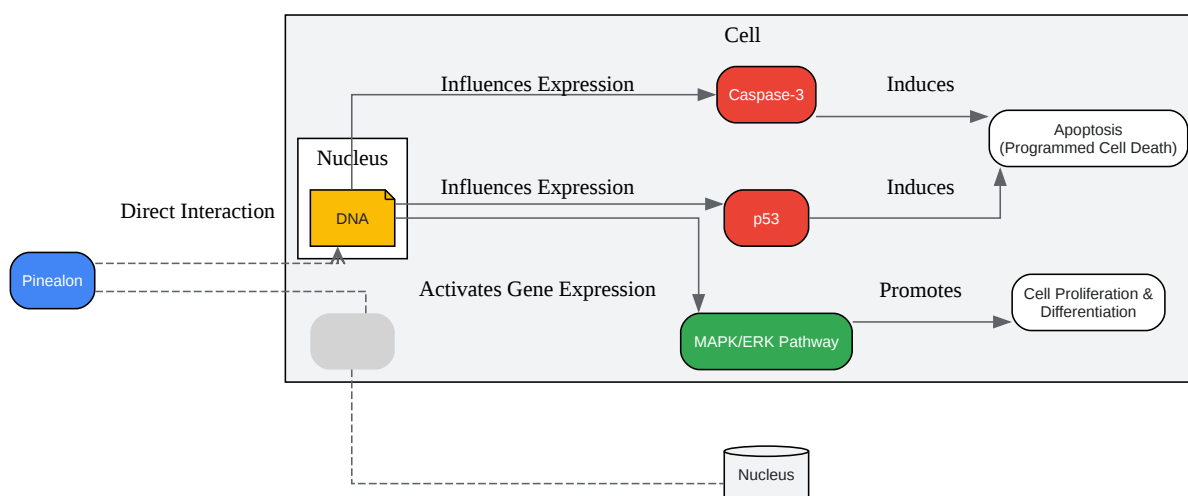 Cell
Influences Expression
Caspase-3
Induces
Apoptosis
(Programmed Cell Death)
Nucleus
DNA
Influences Expression
p53
Induces
Direct Interaction
Pinealon
Activates Gene Expression
MAPK/ERK Pathway
Promotes
Cell Proliferation &
Differentiation
Nucleus